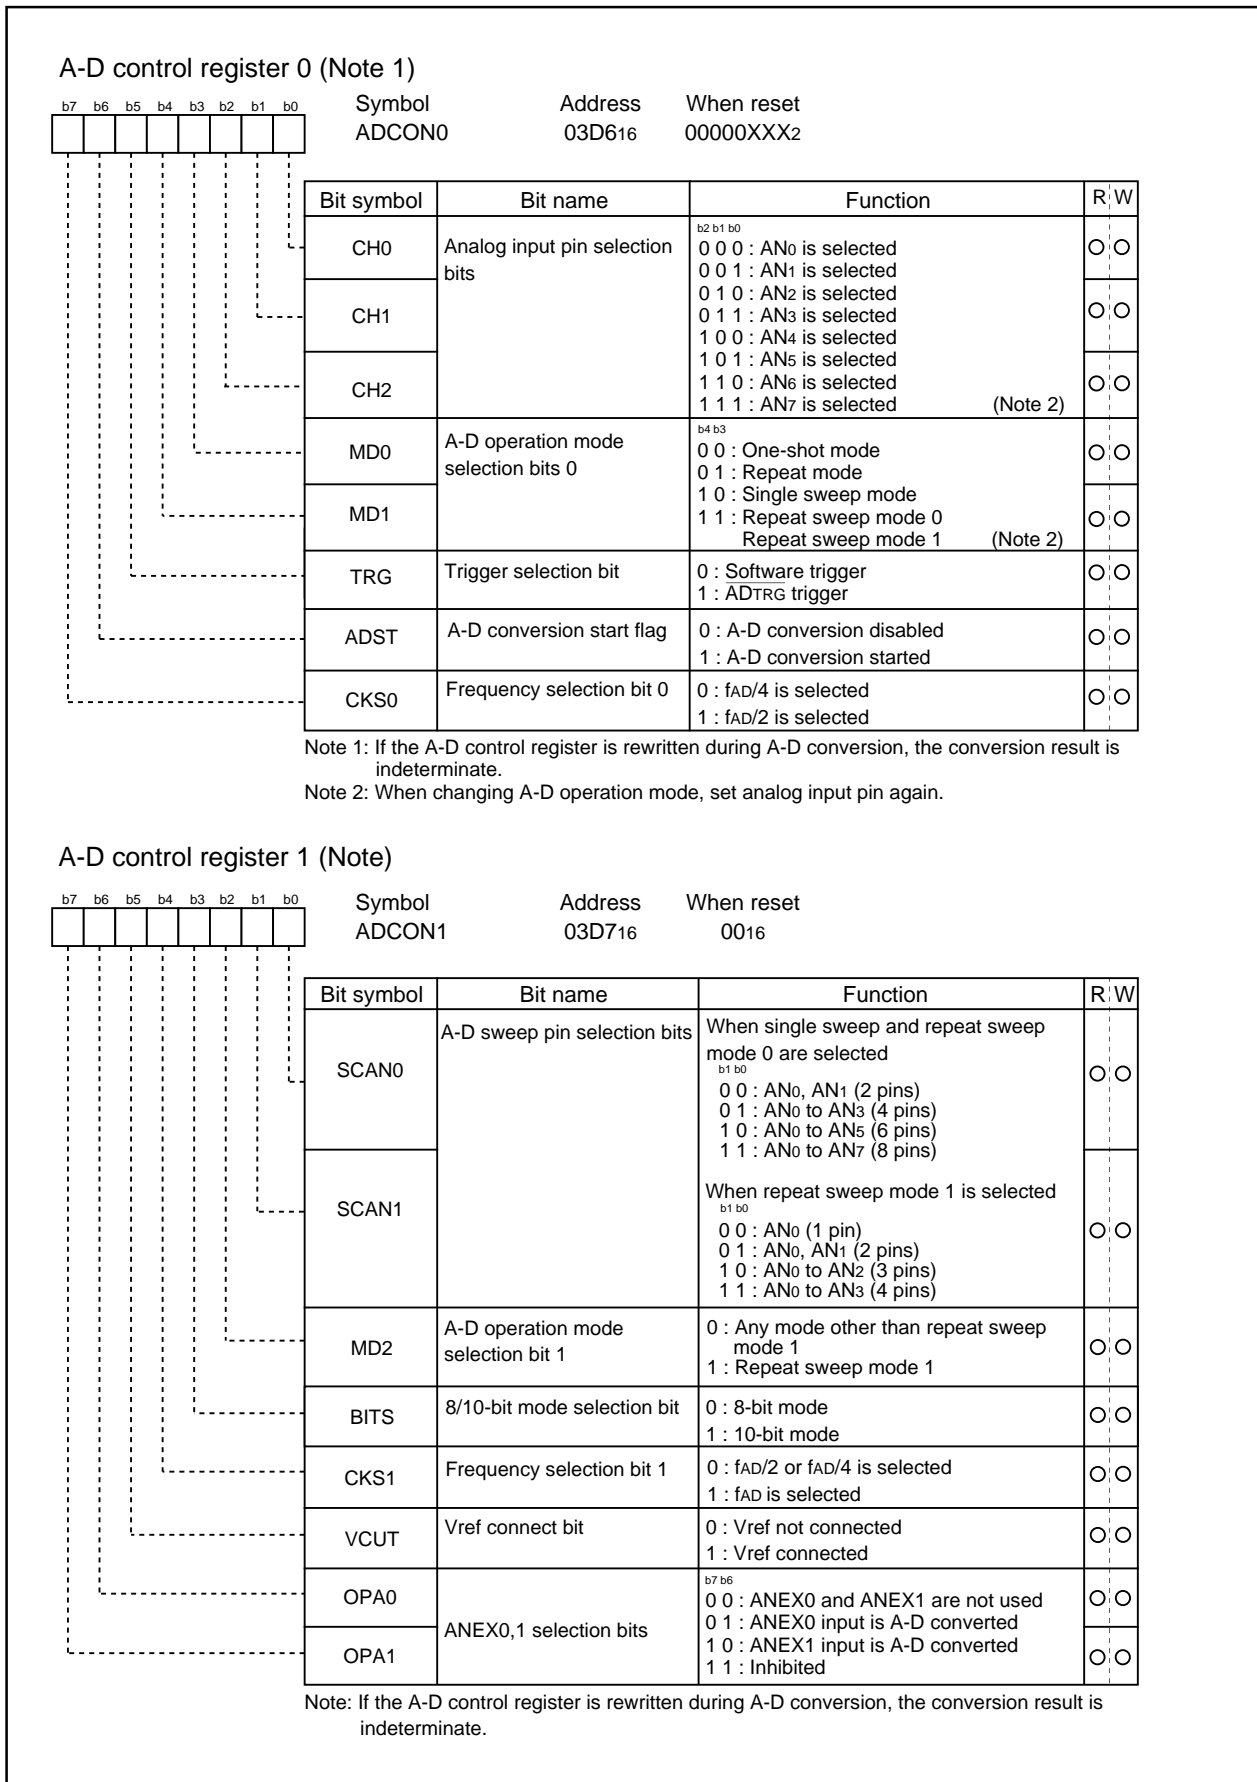 A-D control register 0 (Note 1)
b7 b6 b5 b4 b3 b2 b1 b0
Symbol Address When reset
ADCON0 03D616 00000XXX2
Bit symbol Bit name Function R W
CH0 Analog input pin selection bits
b2 b1 b0
0 0 0 : AN0 is selected
0 0 1 : AN1 is selected
0 1 0 : AN2 is selected
CH1
0 1 1 : AN3 is selected
1 0 0 : AN4 is selected
1 0 1 : AN5 is selected
CH2
1 1 0 : AN6 is selected
1 1 1 : AN7 is selected (Note 2)
MD0 A-D operation mode selection bits 0
b4 b3
0 0 : One-shot mode
0 1 : Repeat mode
MD1
1 0 : Single sweep mode
1 1 : Repeat sweep mode 0
Repeat sweep mode 1 (Note 2)
TRG Trigger selection bit
0 : Software trigger
1 : ADTRG trigger
ADST A-D conversion start flag
0 : A-D conversion disabled
1 : A-D conversion started
CKS0 Frequency selection bit 0
0 : fAD/4 is selected
1 : fAD/2 is selected
Note 1: If the A-D control register is rewritten during A-D conversion, the conversion result is
indeterminate.
Note 2: When changing A-D operation mode, set analog input pin again.
A-D control register 1 (Note)
b7 b6 b5 b4 b3 b2 b1 b0
Symbol Address When reset
ADCON1 03D716 0016
Bit symbol Bit name Function R W
SCAN0 A-D sweep pin selection bits
When single sweep and repeat sweep
mode 0 are selected
b1 b0
0 0 : AN0, AN1 (2 pins)
0 1 : AN0 to AN3 (4 pins)
1 0 : AN0 to AN5 (6 pins)
1 1 : AN0 to AN7 (8 pins)
SCAN1
When repeat sweep mode 1 is selected
b1 b0
0 0 : AN0 (1 pin)
0 1 : AN0, AN1 (2 pins)
1 0 : AN0 to AN2 (3 pins)
1 1 : AN0 to AN3 (4 pins)
MD2 A-D operation mode selection bit 1
0 : Any mode other than repeat sweep
mode 1
1 : Repeat sweep mode 1
BITS 8/10-bit mode selection bit
0 : 8-bit mode
1 : 10-bit mode
CKS1 Frequency selection bit 1
0 : fAD/2 or fAD/4 is selected
1 : fAD is selected
VCUT Vref connect bit
0 : Vref not connected
1 : Vref connected
OPA0
OPA1
ANEX0,1 selection bits
b7 b6
0 0 : ANEX0 and ANEX1 are not used
0 1 : ANEX0 input is A-D converted
1 0 : ANEX1 input is A-D converted
1 1 : Inhibited
Note: If the A-D control register is rewritten during A-D conversion, the conversion result is
indeterminate.